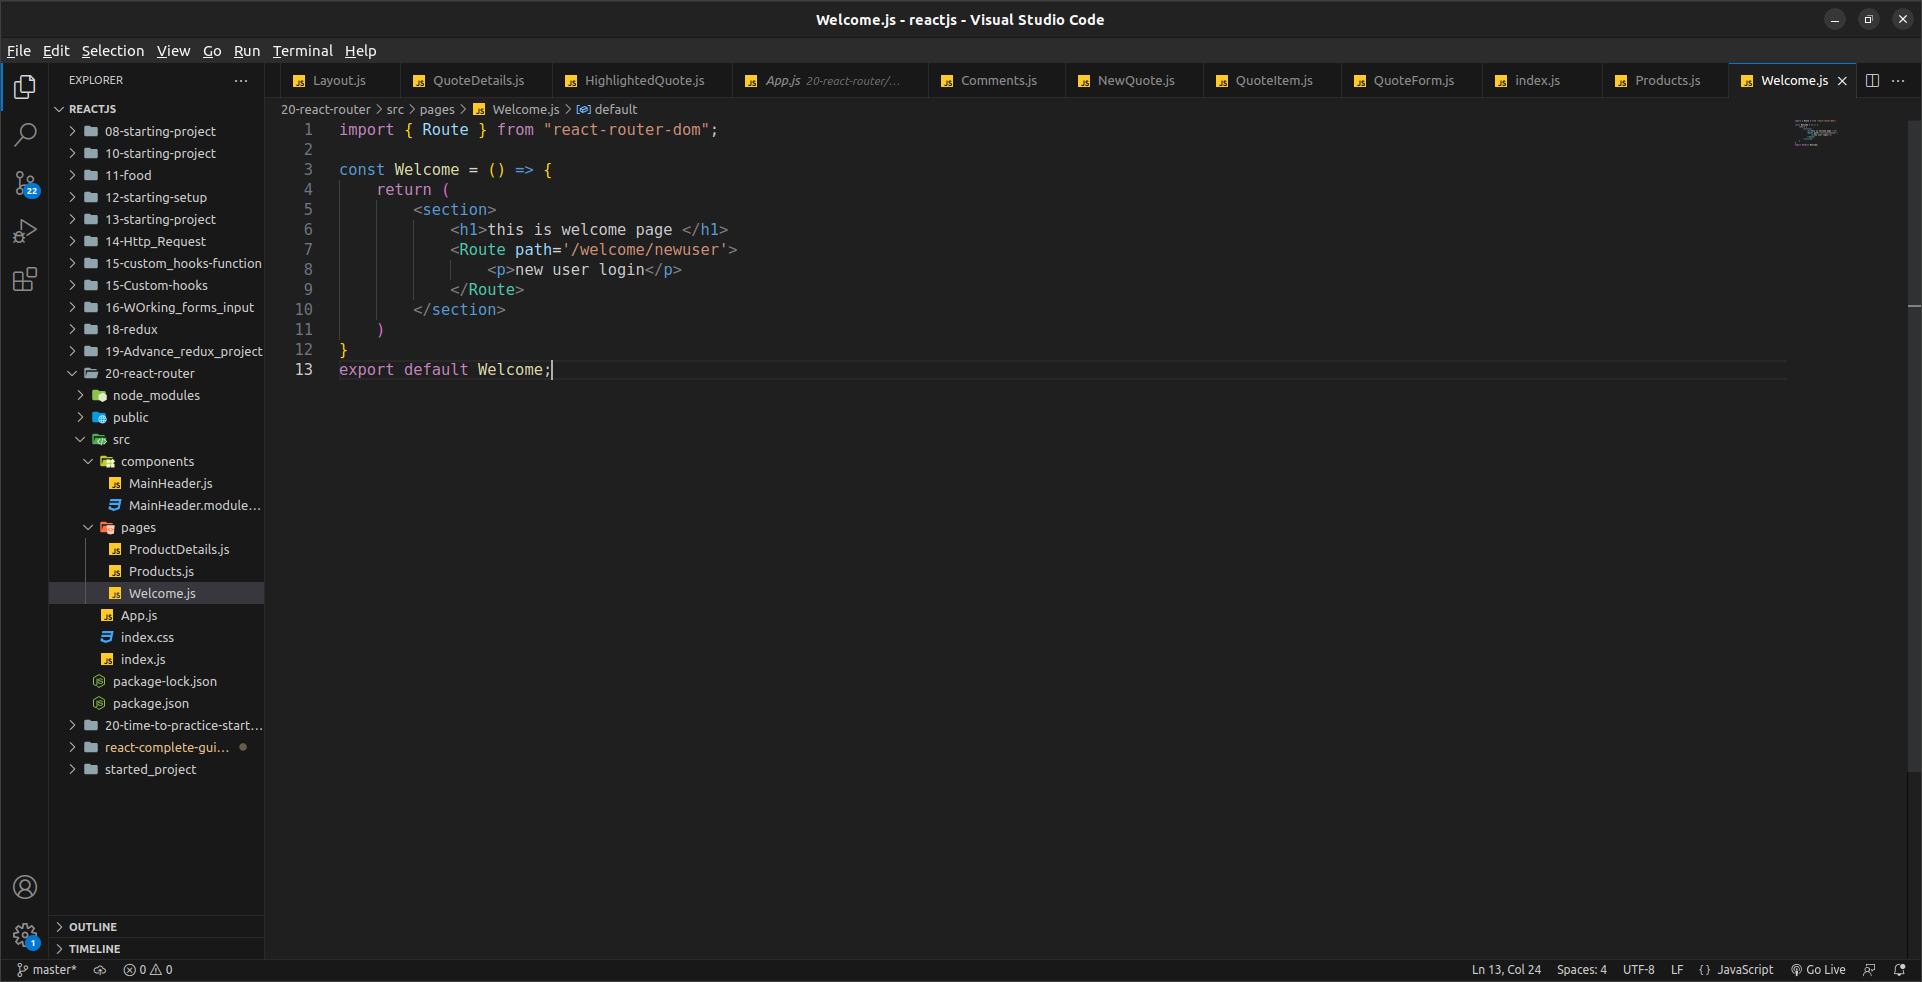 Welcome.js - reactjs - Visual Studio Code
File Edit Selection View Go Run Terminal Help
EXPLORER
Layout.js QuoteDetails.js HighlightedQuote.js App.js 20-react-router/... Comments.js NewQuote.js QuoteItem.js QuoteForm.js index.js Products.js Welcome.js
20-react-router > src > pages > Welcome.js > default
REACTJS
08-starting-project
10-starting-project
11-food
12-starting-setup
13-starting-project
14-Http_Request
15-custom_hooks-function
15-Custom-hooks
16-WOrking_forms_input
18-redux
19-Advance_redux_project
20-react-router
node_modules
public
src
components
MainHeader.js
MainHeader.module...
pages
ProductDetails.js
Products.js
Welcome.js
App.js
index.css
index.js
package-lock.json
package.json
20-time-to-practice-start...
react-complete-gui...
started_project
OUTLINE
TIMELINE
22
1
1 import { Route } from "react-router-dom";
2
3 const Welcome = () => {
4 return (
5 <section>
6 <h1>this is welcome page </h1>
7 <Route path='/welcome/newuser'>
8 <p>new user login</p>
9 </Route>
10 </section>
11 )
12 }
13 export default Welcome;
master* 0 0 Ln 13, Col 24 Spaces: 4 UTF-8 LF {} JavaScript Go Live